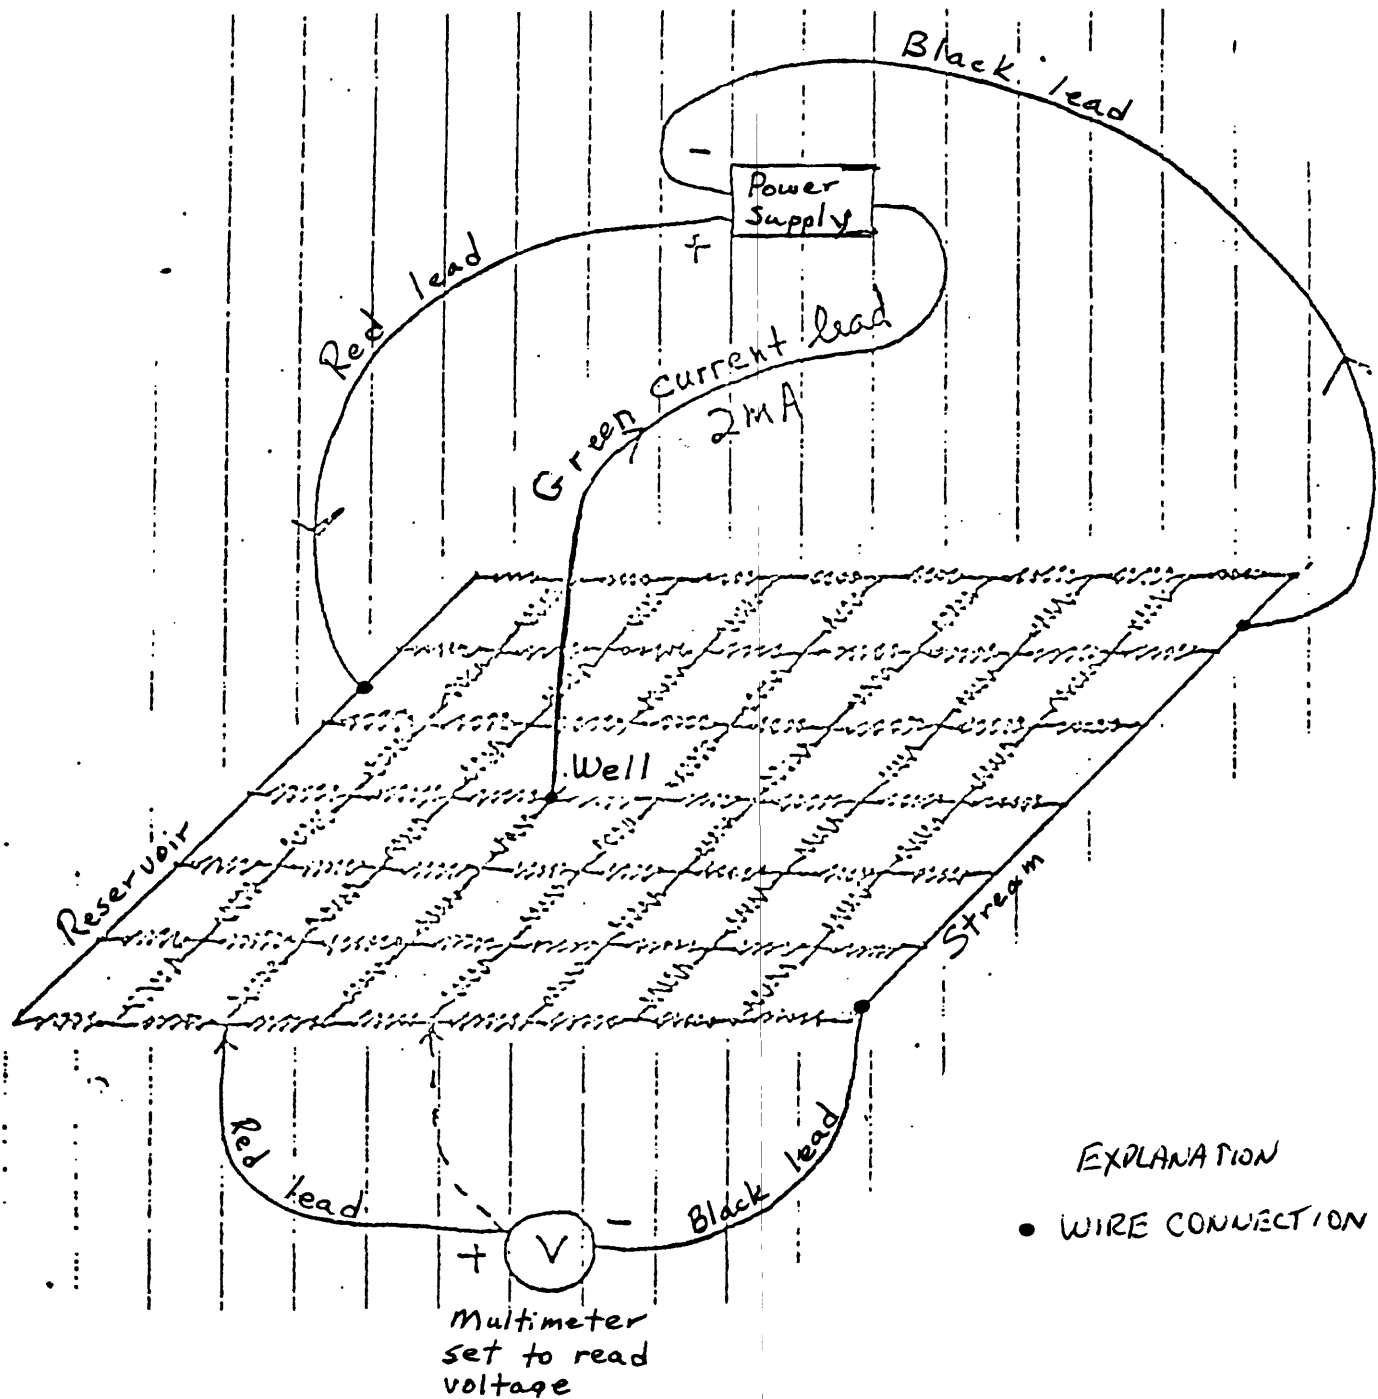 Black lead
-
Power
Supply
+
Red lead
Green current lead
2mA
Well
Reservoir
Stream
Red lead
Black lead
-
+
V
Multimeter
set to read
voltage
EXPLANATION
• WIRE CONNECTION